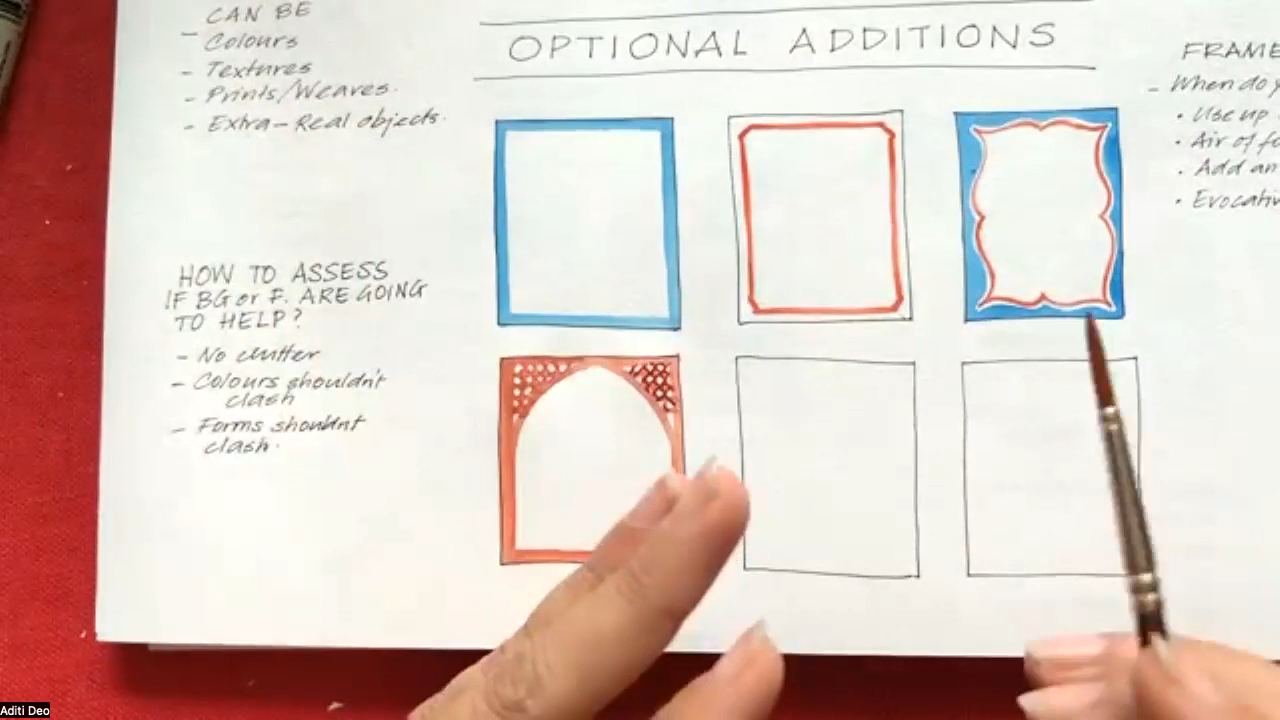 CAN BE
- Colours
- Textures
- Prints/Weaves.
- Extra-Real objects.
HOW TO ASSESS
IF BG or F. ARE GOING
TO HELP?
- No clutter
- Colours shouldn't
clash
- Forms shouldnt
clash.
OPTIONAL ADDITIONS
FRAME
- When do
• Use up
• Air of
• Add an
• Evocativ
Aditi Deo